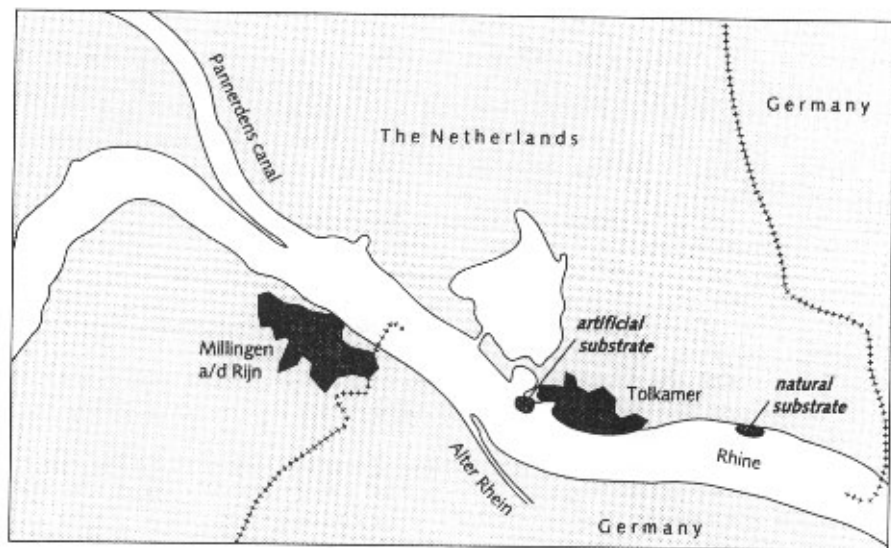 Pannerdens canal
The Netherlands
Germany
artificial
substrate
Millingen
a/d Rijn
Tolkamer
natural
substrate
Alter Rhein
Rhine
Germany